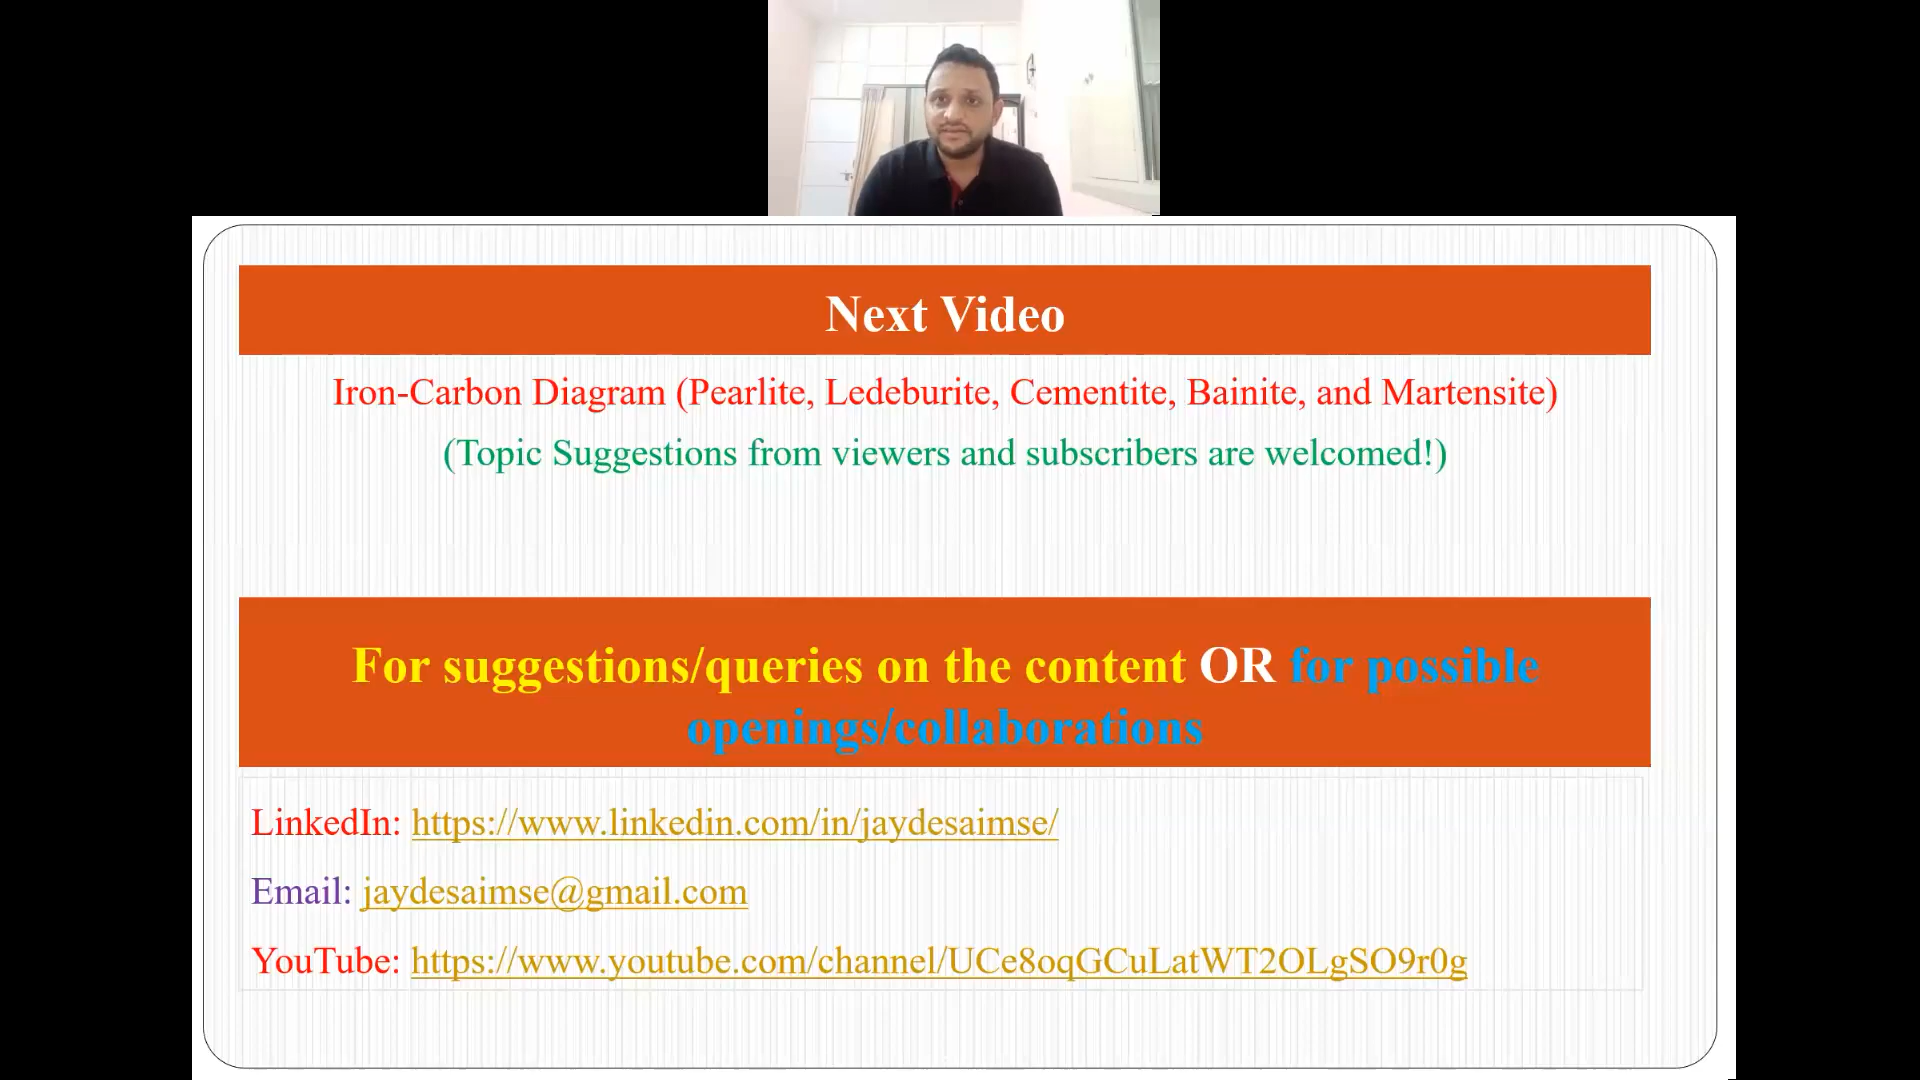 Next Video
Iron-Carbon Diagram (Pearlite, Ledeburite, Cementite, Bainite, and Martensite)
(Topic Suggestions from viewers and subscribers are welcomed!)
For suggestions/queries on the content OR for possible
openings/collaborations
LinkedIn: https://www.linkedin.com/in/jaydesaimse/
Email: jaydesaimse@gmail.com
YouTube: https://www.youtube.com/channel/UCe8oqGCuLatWT2OLgSO9r0g